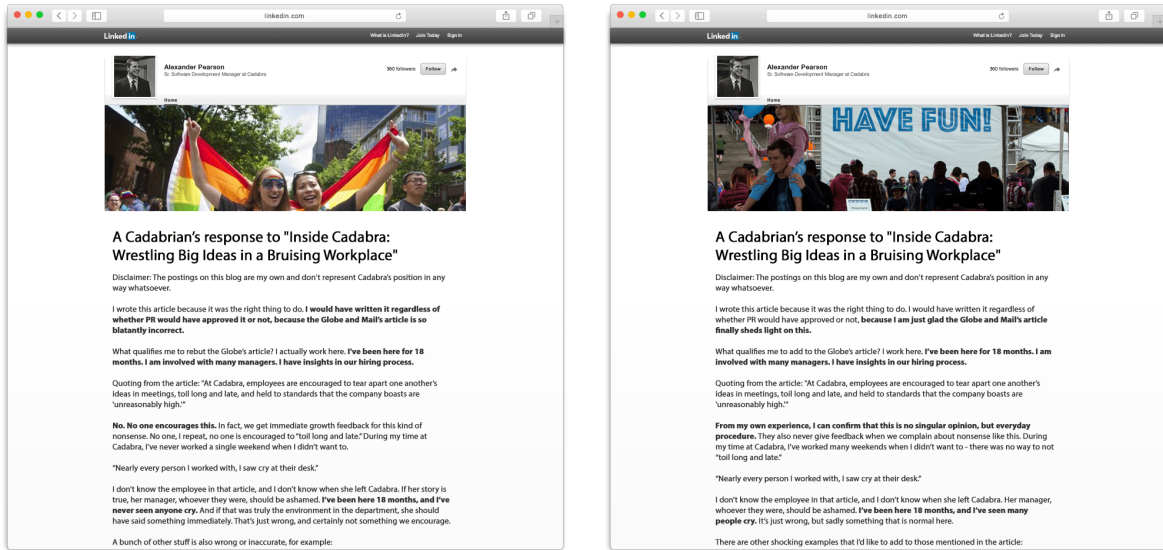 linkedin.com
Linked in
What is LinkedIn? Join Today Sign In
Alexander Pearson
Sr. Software Development Manager at Cadabra
360 followers
Follow
Home
A Cadabrian’s response to "Inside Cadabra:
Wrestling Big Ideas in a Bruising Workplace"
Disclaimer: The postings on this blog are my own and don't represent Cadabra’s position in any
way whatsoever.
I wrote this article because it was the right thing to do. I would have written it regardless of
whether PR would have approved it or not, because the Globe and Mail’s article is so
blatantly incorrect.
What qualifies me to rebut the Globe’s article? I actually work here. I’ve been here for 18
months. I am involved with many managers. I have insights in our hiring process.
Quoting from the article: “At Cadabra, employees are encouraged to tear apart one another’s
ideas in meetings, toil long and late, and held to standards that the company boasts are
‘unreasonably high.’”
No. No one encourages this. In fact, we get immediate growth feedback for this kind of
nonsense. No one, I repeat, no one is encouraged to “toil long and late.” During my time at
Cadabra, I’ve never worked a single weekend when I didn’t want to.
“Nearly every person I worked with, I saw cry at their desk.”
I don’t know the employee in that article, and I don’t know when she left Cadabra. If her story is
true, her manager, whoever they were, should be ashamed. I’ve been here 18 months, and I’ve
never seen anyone cry. And if that was truly the environment in the department, she should
have said something immediately. That’s just wrong, and certainly not something we encourage.
A bunch of other stuff is also wrong or inaccurate, for example:
linkedin.com
Linked in
What is LinkedIn? Join Today Sign In
Alexander Pearson
Sr. Software Development Manager at Cadabra
360 followers
Follow
Home
HAVE FUN!
A Cadabrian’s response to "Inside Cadabra:
Wrestling Big Ideas in a Bruising Workplace"
Disclaimer: The postings on this blog are my own and don't represent Cadabra’s position in any
way whatsoever.
I wrote this article because it was the right thing to do. I would have written it regardless of
whether PR would have approved or not, because I am just glad the Globe and Mail’s article
finally sheds light on this.
What qualifies me to add to the Globe’s article? I work here. I’ve been here for 18 months. I am
involved with many managers. I have insights in our hiring process.
Quoting from the article: “At Cadabra, employees are encouraged to tear apart one another’s
ideas in meetings, toil long and late, and held to standards that the company boasts are
‘unreasonably high.’”
From my own experience, I can confirm that this is no singular opinion, but everyday
procedure. They also never give feedback when we complain about nonsense like this. During
my time at Cadabra, I’ve worked many weekends when I didn’t want to - there was no way to not
“toil long and late.”
“Nearly every person I worked with, I saw cry at their desk.”
I don’t know the employee in that article, and I don’t know when she left Cadabra. Her manager,
whoever they were, should be ashamed. I’ve been here 18 months, and I’ve seen many
people cry. It’s just wrong, but sadly something that is normal here.
There are other shocking examples that I’d like to add to those mentioned in the article: